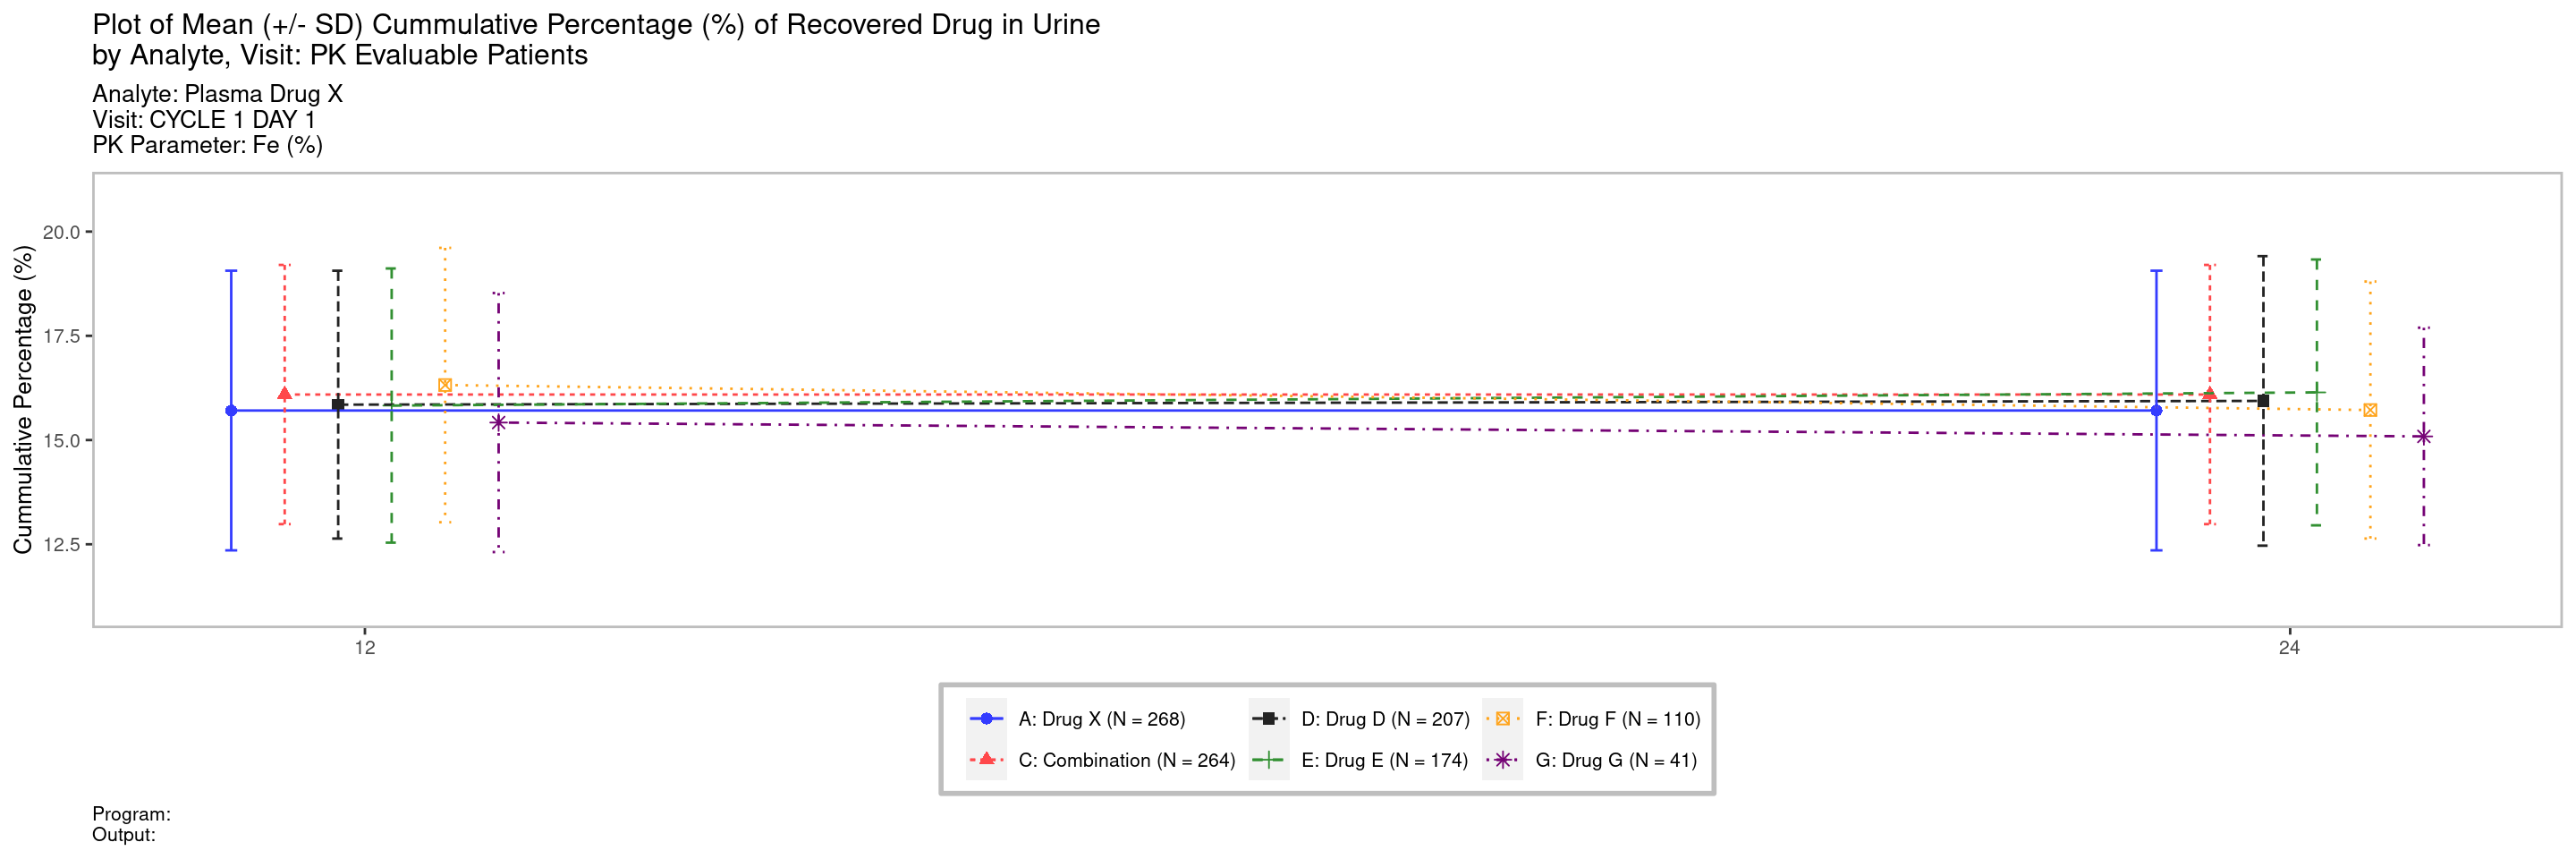 Plot of Mean (+/- SD) Cummulative Percentage (%) of Recovered Drug in Urine
by Analyte, Visit: PK Evaluable Patients
Analyte: Plasma Drug X
Visit: CYCLE 1 DAY 1
PK Parameter: Fe (%)
Cummulative Percentage (%)
20.0
17.5
15.0
12.5
12
24
A: Drug X (N = 268)
D: Drug D (N = 207)
F: Drug F (N = 110)
C: Combination (N = 264)
E: Drug E (N = 174)
G: Drug G (N = 41)
Program:
Output: